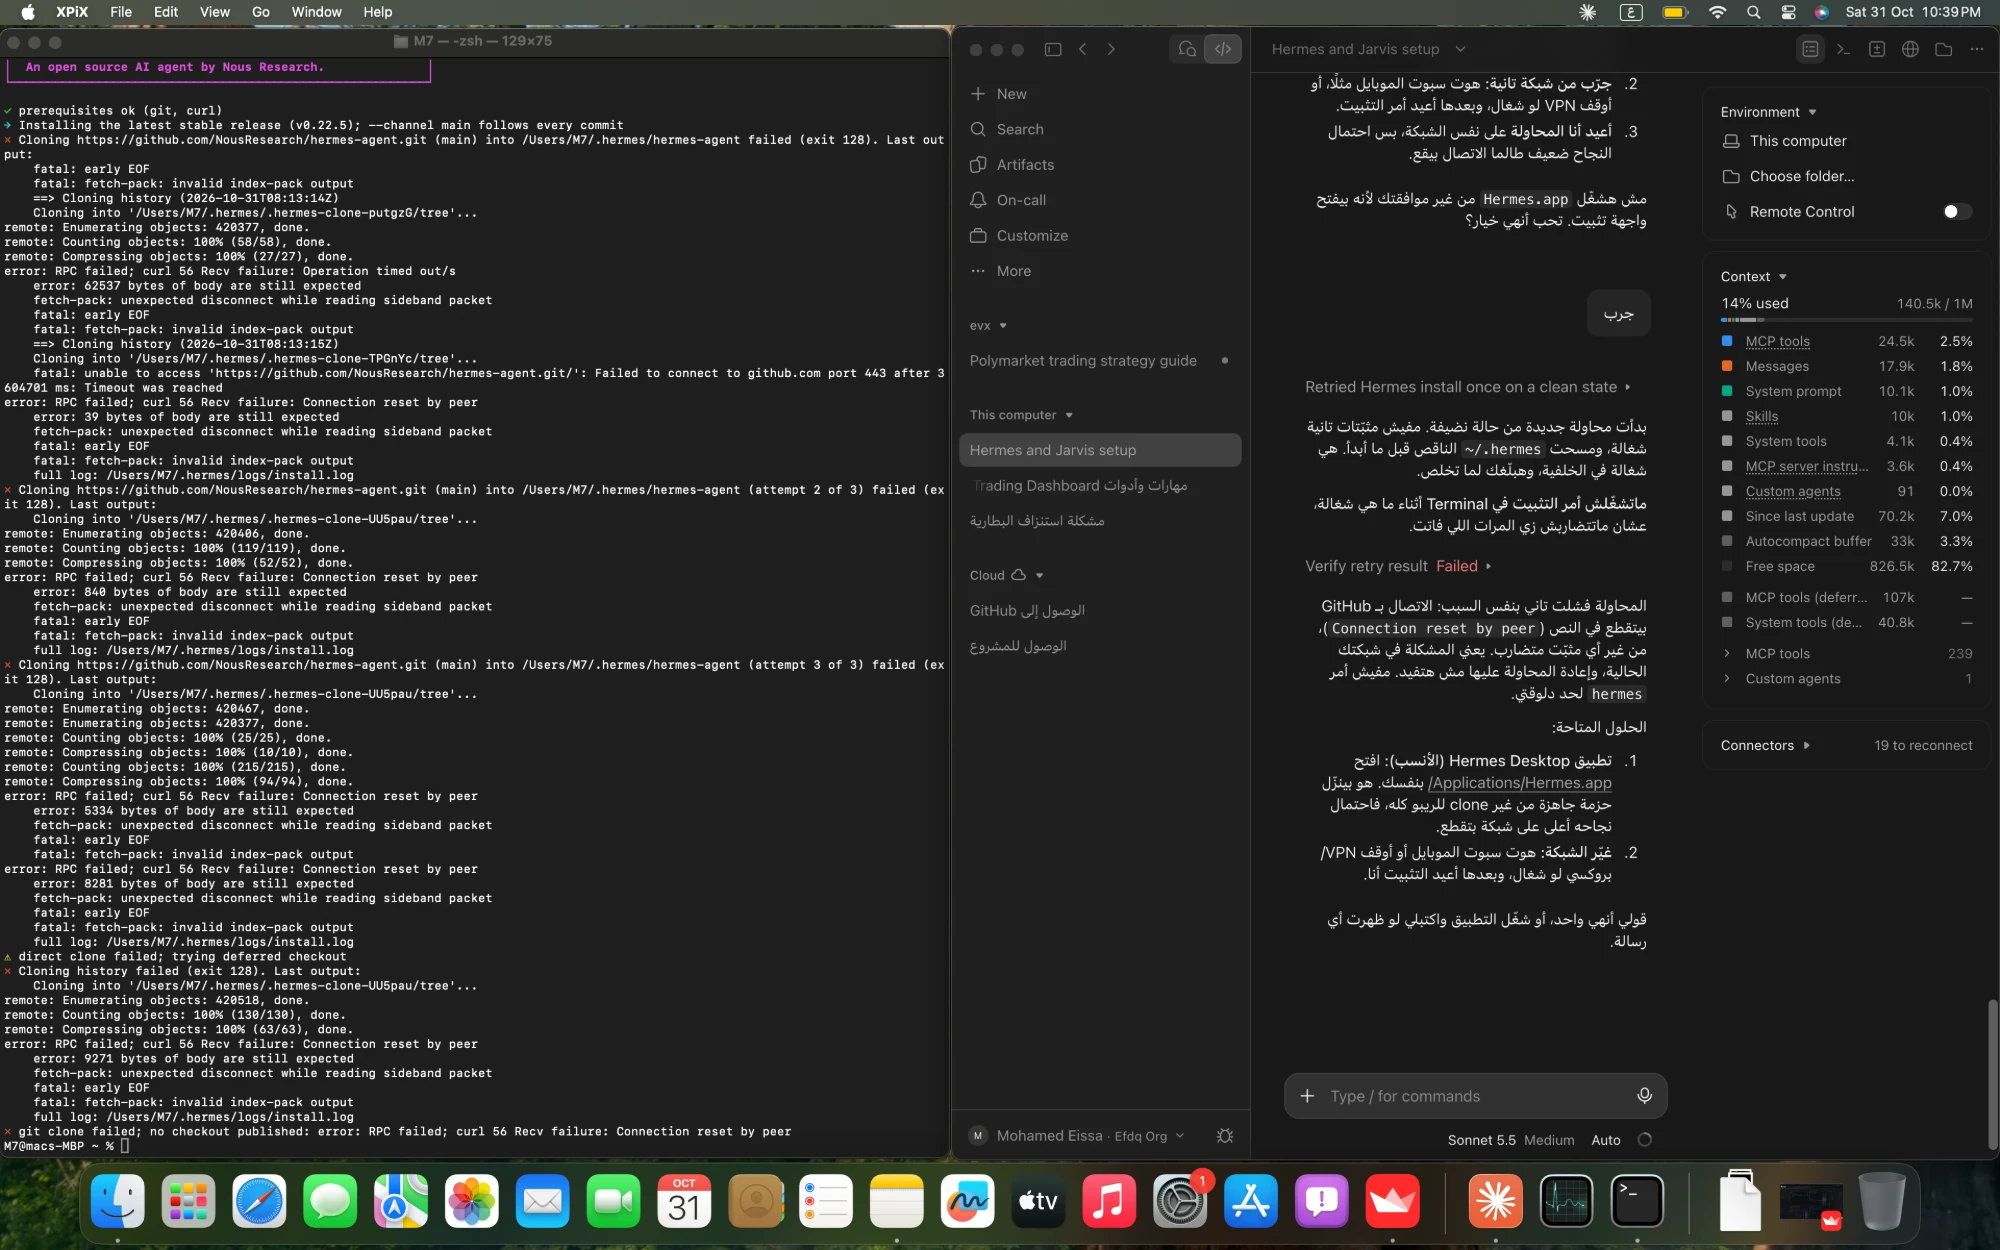 XPiX File Edit View Go Window Help
Sat 31 Oct 10:39 PM
M7 — -zsh — 129×75
An open source AI agent by Nous Research.
✓ prerequisites ok (git, curl)
→ Installing the latest stable release (v0.22.5); --channel main follows every commit
× Cloning https://github.com/NousResearch/hermes-agent.git (main) into /Users/M7/.hermes/hermes-agent failed (exit 128). Last out
put:
fatal: early EOF
fatal: fetch-pack: invalid index-pack output
==> Cloning history (2026-10-31T08:13:14Z)
Cloning into '/Users/M7/.hermes/.hermes-clone-putgzG/tree'...
remote: Enumerating objects: 420377, done.
remote: Counting objects: 100% (58/58), done.
remote: Compressing objects: 100% (27/27), done.
error: RPC failed; curl 56 Recv failure: Operation timed out/s
error: 62537 bytes of body are still expected
fetch-pack: unexpected disconnect while reading sideband packet
fatal: early EOF
fatal: fetch-pack: invalid index-pack output
==> Cloning history (2026-10-31T08:13:15Z)
Cloning into '/Users/M7/.hermes/.hermes-clone-TPGnYc/tree'...
fatal: unable to access 'https://github.com/NousResearch/hermes-agent.git/': Failed to connect to github.com port 443 after 3
604701 ms: Timeout was reached
error: RPC failed; curl 56 Recv failure: Connection reset by peer
error: 39 bytes of body are still expected
fetch-pack: unexpected disconnect while reading sideband packet
fatal: early EOF
fatal: fetch-pack: invalid index-pack output
full log: /Users/M7/.hermes/logs/install.log
× Cloning https://github.com/NousResearch/hermes-agent.git (main) into /Users/M7/.hermes/hermes-agent (attempt 2 of 3) failed (ex
it 128). Last output:
Cloning into '/Users/M7/.hermes/.hermes-clone-UU5pau/tree'...
remote: Enumerating objects: 420406, done.
remote: Counting objects: 100% (119/119), done.
remote: Compressing objects: 100% (52/52), done.
error: RPC failed; curl 56 Recv failure: Connection reset by peer
error: 840 bytes of body are still expected
fetch-pack: unexpected disconnect while reading sideband packet
fatal: early EOF
fatal: fetch-pack: invalid index-pack output
full log: /Users/M7/.hermes/logs/install.log
× Cloning https://github.com/NousResearch/hermes-agent.git (main) into /Users/M7/.hermes/hermes-agent (attempt 3 of 3) failed (ex
it 128). Last output:
Cloning into '/Users/M7/.hermes/.hermes-clone-UU5pau/tree'...
remote: Enumerating objects: 420467, done.
remote: Enumerating objects: 420377, done.
remote: Counting objects: 100% (25/25), done.
remote: Compressing objects: 100% (10/10), done.
remote: Counting objects: 100% (215/215), done.
remote: Compressing objects: 100% (94/94), done.
error: RPC failed; curl 56 Recv failure: Connection reset by peer
error: 5334 bytes of body are still expected
fetch-pack: unexpected disconnect while reading sideband packet
fatal: early EOF
fatal: fetch-pack: invalid index-pack output
error: RPC failed; curl 56 Recv failure: Connection reset by peer
error: 8281 bytes of body are still expected
fetch-pack: unexpected disconnect while reading sideband packet
fatal: early EOF
fatal: fetch-pack: invalid index-pack output
full log: /Users/M7/.hermes/logs/install.log
⚠ direct clone failed; trying deferred checkout
× Cloning history failed (exit 128). Last output:
Cloning into '/Users/M7/.hermes/.hermes-clone-UU5pau/tree'...
remote: Enumerating objects: 420518, done.
remote: Counting objects: 100% (130/130), done.
remote: Compressing objects: 100% (63/63), done.
error: RPC failed; curl 56 Recv failure: Connection reset by peer
error: 9271 bytes of body are still expected
fetch-pack: unexpected disconnect while reading sideband packet
fatal: early EOF
fatal: fetch-pack: invalid index-pack output
full log: /Users/M7/.hermes/logs/install.log
× git clone failed; no checkout published: error: RPC failed; curl 56 Recv failure: Connection reset by peer
M7@macs-MBP ~ %
New
Search
Artifacts
On-call
Customize
More
evx
Polymarket trading strategy guide
This computer
Hermes and Jarvis setup
مهارات وأدوات Trading Dashboard
مشكلة استنزاف البطارية
Cloud
الوصول إلى GitHub
الوصول للمشروع
M Mohamed Eissa · Efdq Org
Hermes and Jarvis setup
2. جرّب من شبكة تانية: هوت سبوت الموبايل مثلًا، أو
أوقف VPN لو شغال، وبعدها أعيد أمر التثبيت.
3. أعيد أنا المحاولة على نفس الشبكة، بس احتمال
النجاح ضعيف طالما الاتصال بيقع.
مش هشغّل Hermes.app من غير موافقتك لأنه بيفتح
واجهة تثبيت. تحب أنهي خيار؟
جرب
Retried Hermes install once on a clean state
بدأت محاولة جديدة من حالة نضيفة. مفيش مثبّتات تانية
شغالة، ومسحت ~/.hermes الناقص قبل ما أبدأ. هي
شغالة في الخلفية، وهبلّغك لما تخلص.
ماتشغّلش أمر التثبيت في Terminal أثناء ما هي شغالة،
عشان ماتتضاربش زي المرات اللي فاتت.
Verify retry result Failed
المحاولة فشلت تاني بنفس السبب: الاتصال بـ GitHub
بيتقطع في النص (Connection reset by peer)،
من غير أي مثبّت متضارب. يعني المشكلة في شبكتك
الحالية، وإعادة المحاولة عليها مش هتفيد. مفيش أمر
hermes لحد دلوقتي.
الحلول المتاحة:
1. تطبيق Hermes Desktop (الأنسب): افتح
/Applications/Hermes.app بنفسك. هو بينزّل
حزمة جاهزة من غير clone للريبو كله، فاحتمال
نجاحه أعلى على شبكة بتقطع.
2. غيّر الشبكة: هوت سبوت الموبايل أو أوقف VPN/
بروكسي لو شغال، وبعدها أعيد التثبيت أنا.
قولي أنهي واحد، أو شغّل التطبيق واكتبلي لو ظهرت أي
رسالة.
Type / for commands
Sonnet 5.5 Medium Auto
Environment
This computer
Choose folder...
Remote Control
Context
14% used 140.5k / 1M
MCP tools 24.5k 2.5%
Messages 17.9k 1.8%
System prompt 10.1k 1.0%
Skills 10k 1.0%
System tools 4.1k 0.4%
MCP server instru... 3.6k 0.4%
Custom agents 91 0.0%
Since last update 70.2k 7.0%
Autocompact buffer 33k 3.3%
Free space 826.5k 82.7%
MCP tools (deferr... 107k —
System tools (de... 40.8k —
MCP tools 239
Custom agents 1
Connectors 19 to reconnect
OCT
31
tv
1